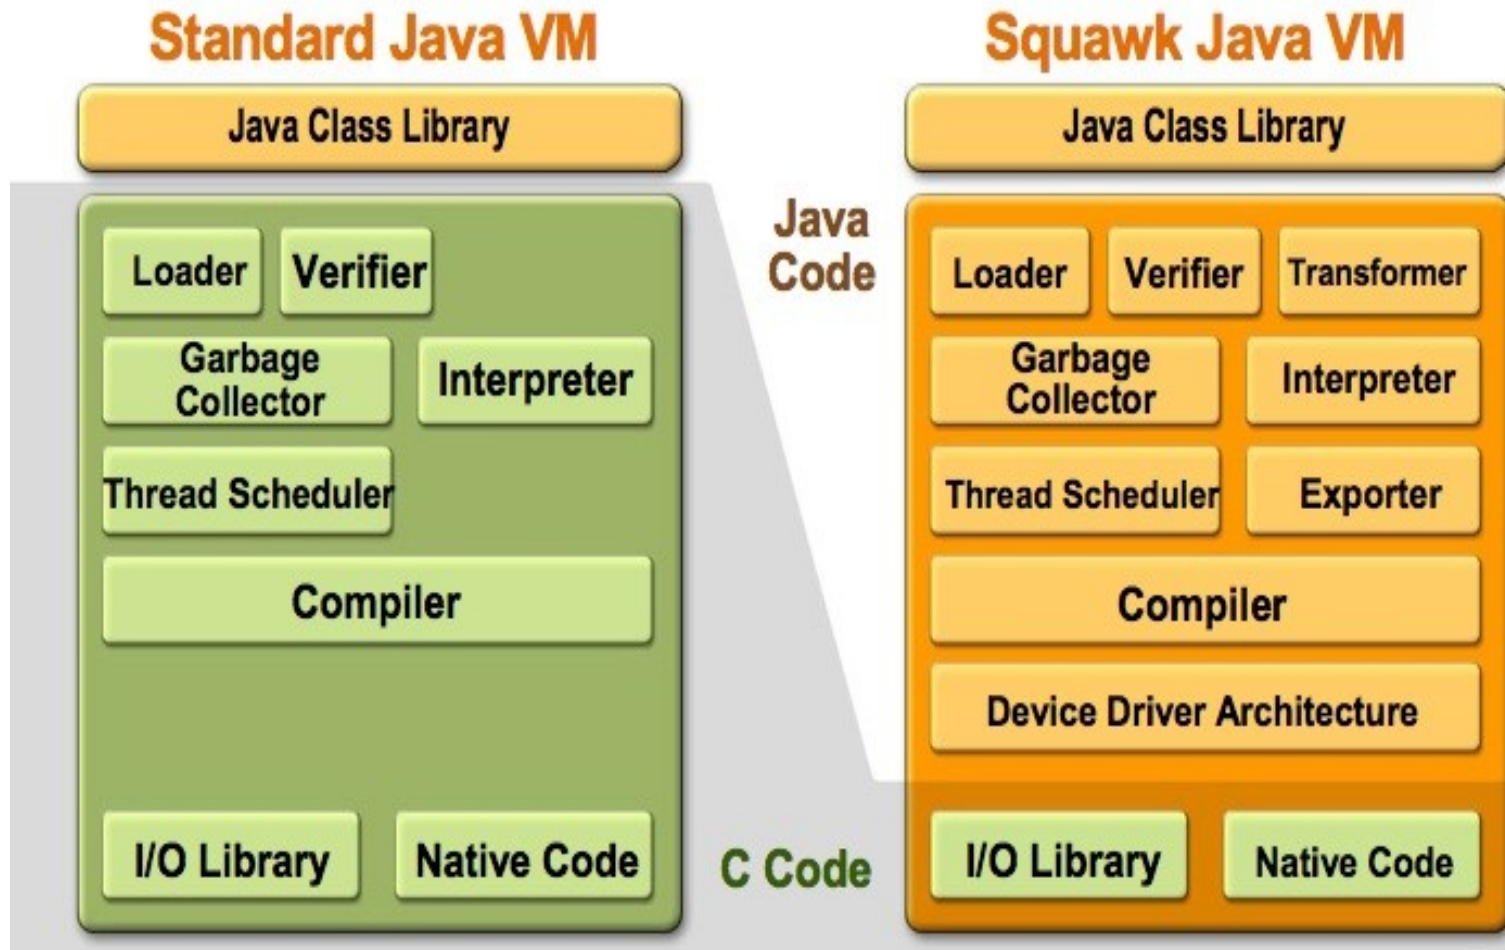 Standard Java VM
Java Class Library
Loader
Verifier
Garbage
Collector
Interpreter
Thread Scheduler
Compiler
I/O Library
Native Code
Java
Code
C Code
Squawk Java VM
Java Class Library
Loader
Verifier
Transformer
Garbage
Collector
Interpreter
Thread Scheduler
Exporter
Compiler
Device Driver Architecture
I/O Library
Native Code